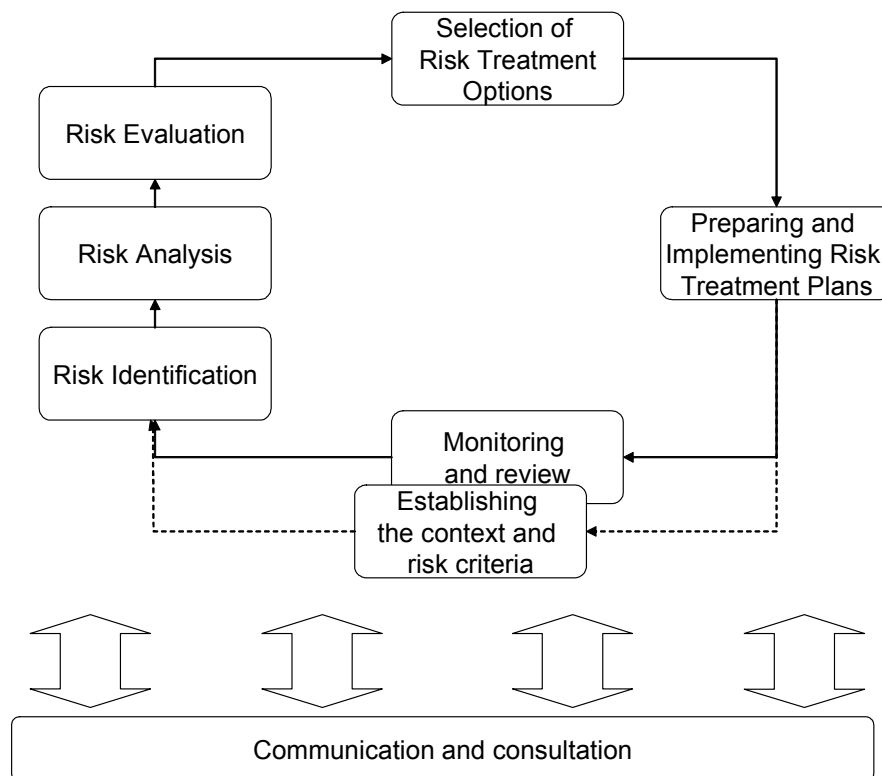 Selection of
Risk Treatment
Options
Risk Evaluation
Risk Analysis
Risk Identification
Preparing and
Implementing Risk
Treatment Plans
Monitoring
and review
Establishing
the context and
risk criteria
Communication and consultation